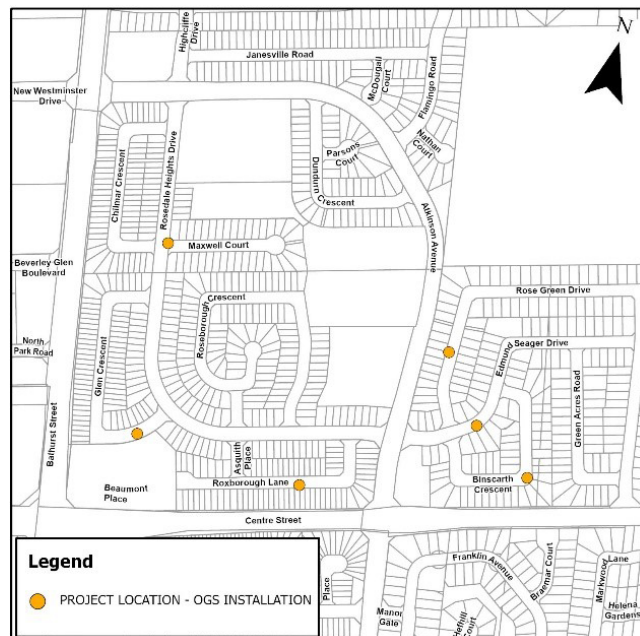 N
Highcliffe
Drive
Janesville Road
McDougall
Court
Flamingo Road
New Westminster
Drive
Nathan
Court
Parsons
Court
Chilmar Crescent
Rosedale Heights Drive
Dundurn
Crescent
Atkinson Avenue
Maxwell Court
Beverley Glen
Boulevard
Rose Green Drive
Crescent
Roseborough
Edmund
Seager Drive
North
Park Road
Glen Crescent
Green Acres Road
Bathurst Street
Asquith
Place
Beaumont
Place
Roxborough Lane
Binscarth
Crescent
Centre Street
Legend
PROJECT LOCATION - OGS INSTALLATION
Place
Franklin Avenue
Braemar Court
Markwood
Lane
Manor
Gate
Hefhill
Court
Helena
Gardens